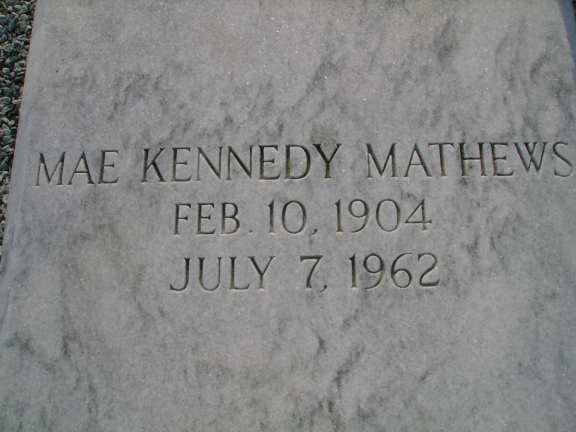 MAE KENNEDY MATHEWS
FEB. 10, 1904
JULY 7, 1962